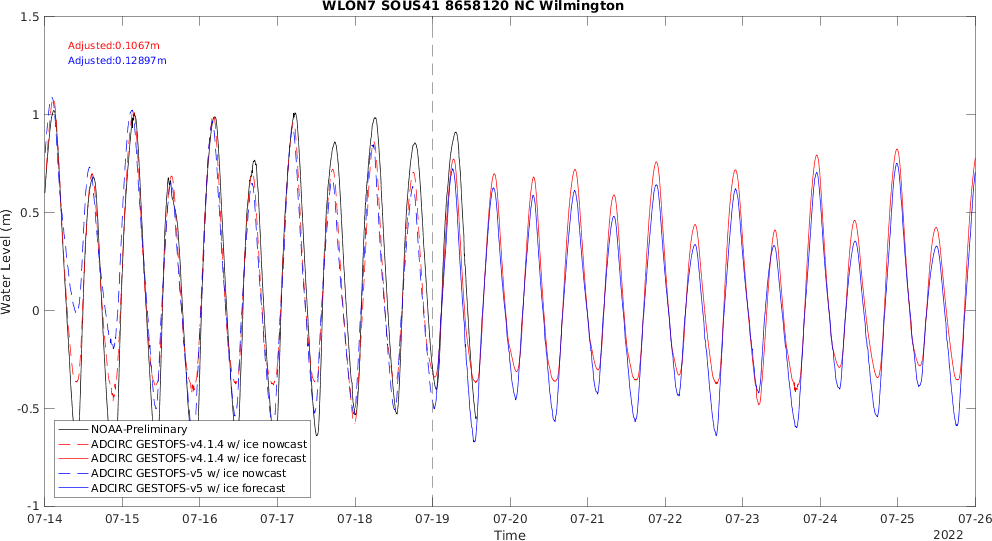 WLON7 SOUS41 8658120 NC Wilmington
1.5
Adjusted:0.1067m
Adjusted:0.12897m
1
0.5
Water Level (m)
0
-0.5
NOAA-Preliminary
ADCIRC GESTOFS-v4.1.4 w/ ice nowcast
ADCIRC GESTOFS-v4.1.4 w/ ice forecast
ADCIRC GESTOFS-v5 w/ ice nowcast
ADCIRC GESTOFS-v5 w/ ice forecast
-1
07-14 07-15 07-16 07-17 07-18 07-19 07-20 07-21 07-22 07-23 07-24 07-25 07-26
Time
2022